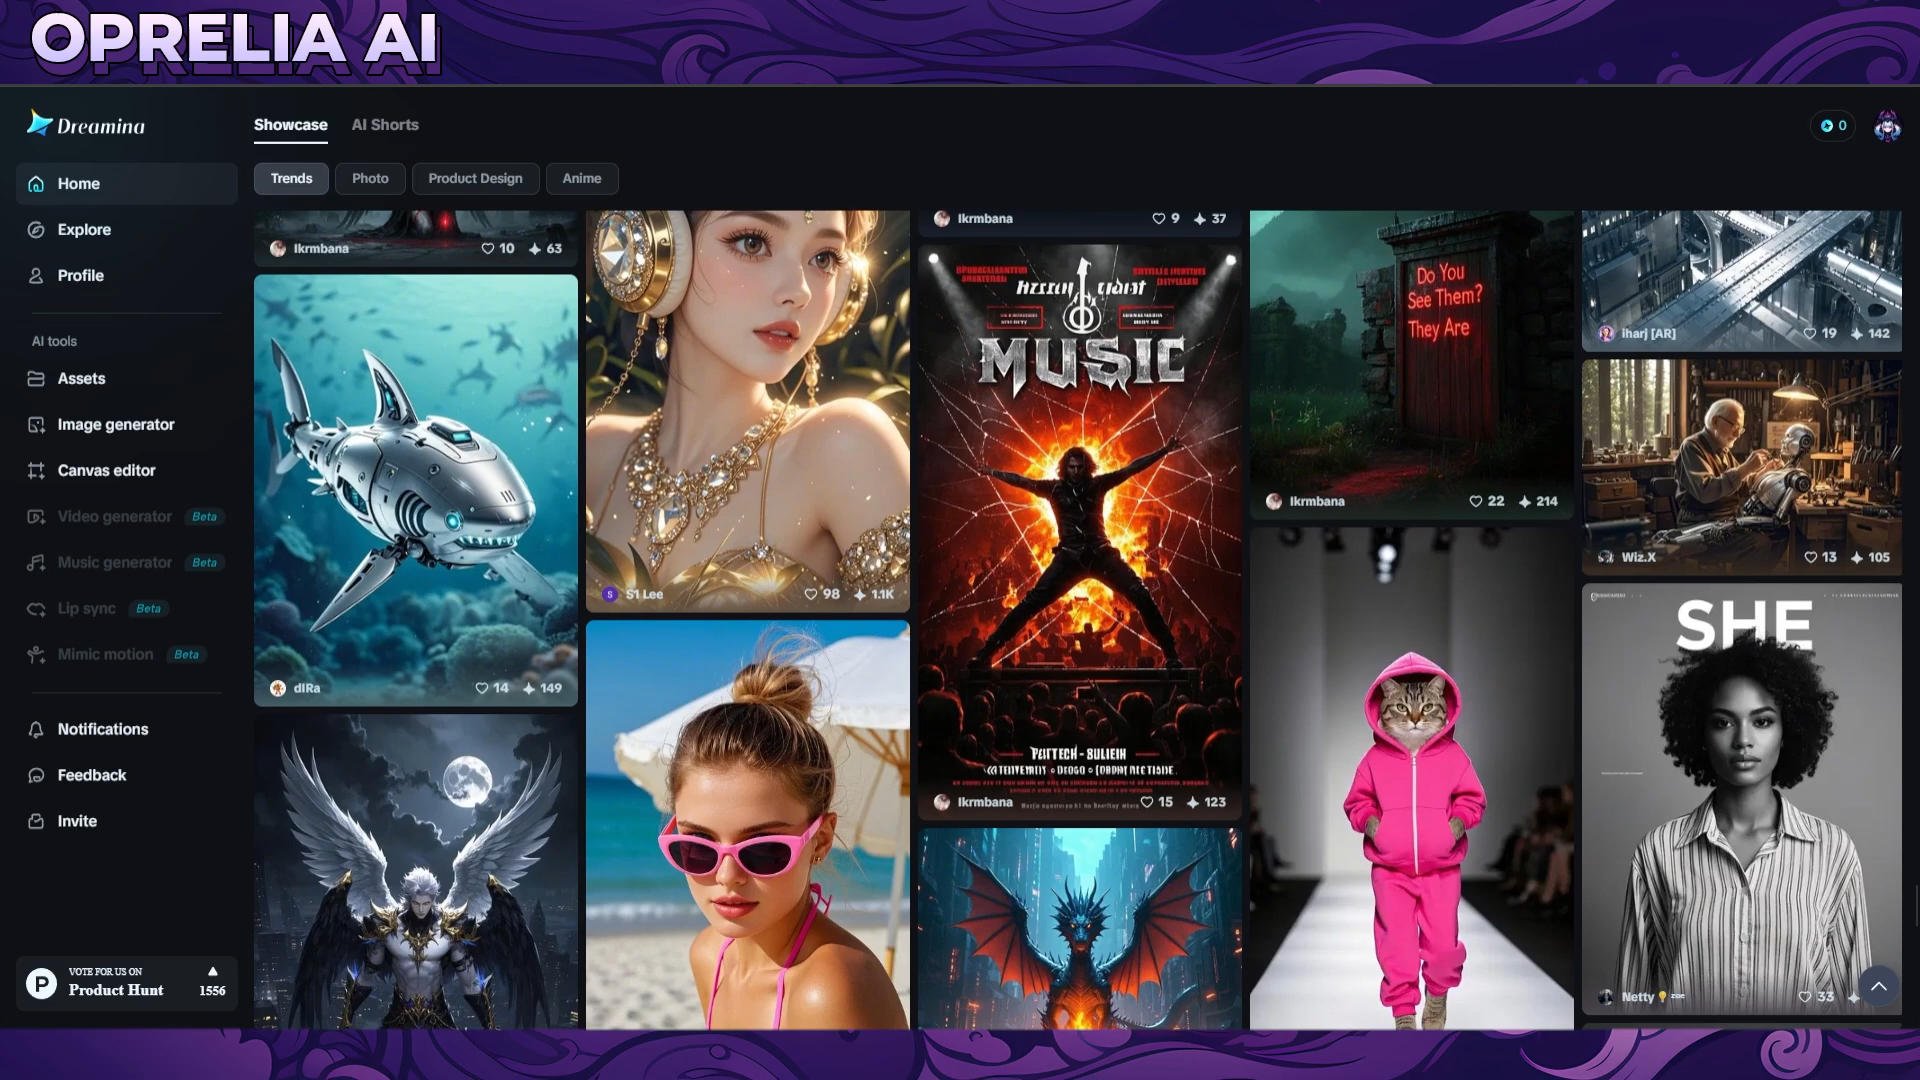 OPRELIA AI
Dreamina
Showcase
AI Shorts
0
Home
Explore
Profile
AI tools
Assets
Image generator
Canvas editor
Video generator Beta
Music generator Beta
Lip sync Beta
Mimic motion Beta
Notifications
Feedback
Invite
VOTE FOR US ON
Product Hunt
1556
Trends
Photo
Product Design
Anime
Ikrmbana 10 63
dlRa 14 149
S S1 Lee 98 1.1K
Ikrmbana 9 37
MUSIC
Ikrmbana 15 123
Do You
See Them?
They Are
Ikrmbana 22 214
iharj [AR] 19 142
Wiz.X 13 105
SHE
Netty 33